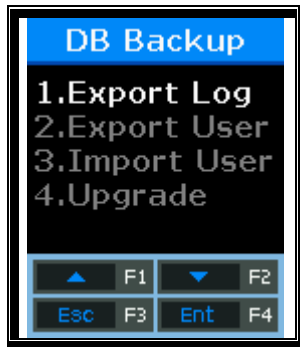 DB Backup
1.Export Log
2.Export User
3.Import User
4.Upgrade
▲ F1 ▼ F2
Esc F3 Ent F4